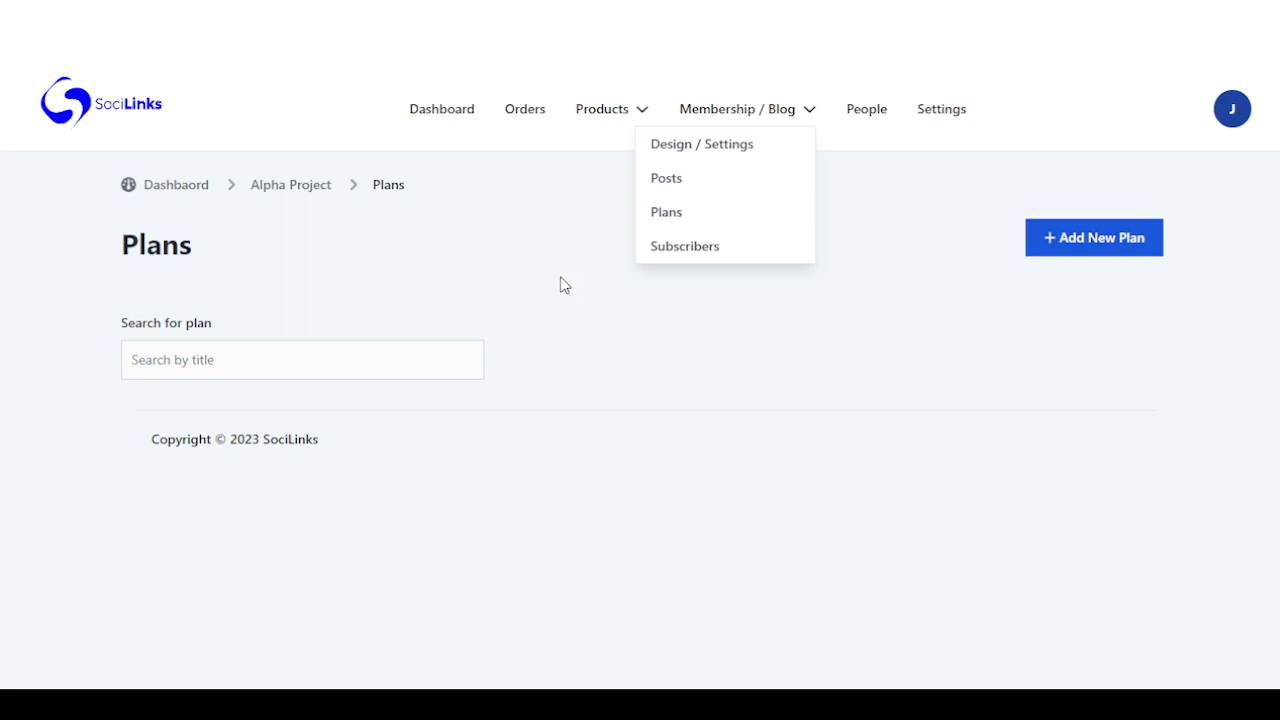 SociLinks
Dashboard Orders Products Membership / Blog People Settings
J
Design / Settings
Posts
Plans
Subscribers
Dashbaord Alpha Project Plans
Plans
+ Add New Plan
Search for plan
Search by title
Copyright © 2023 SociLinks